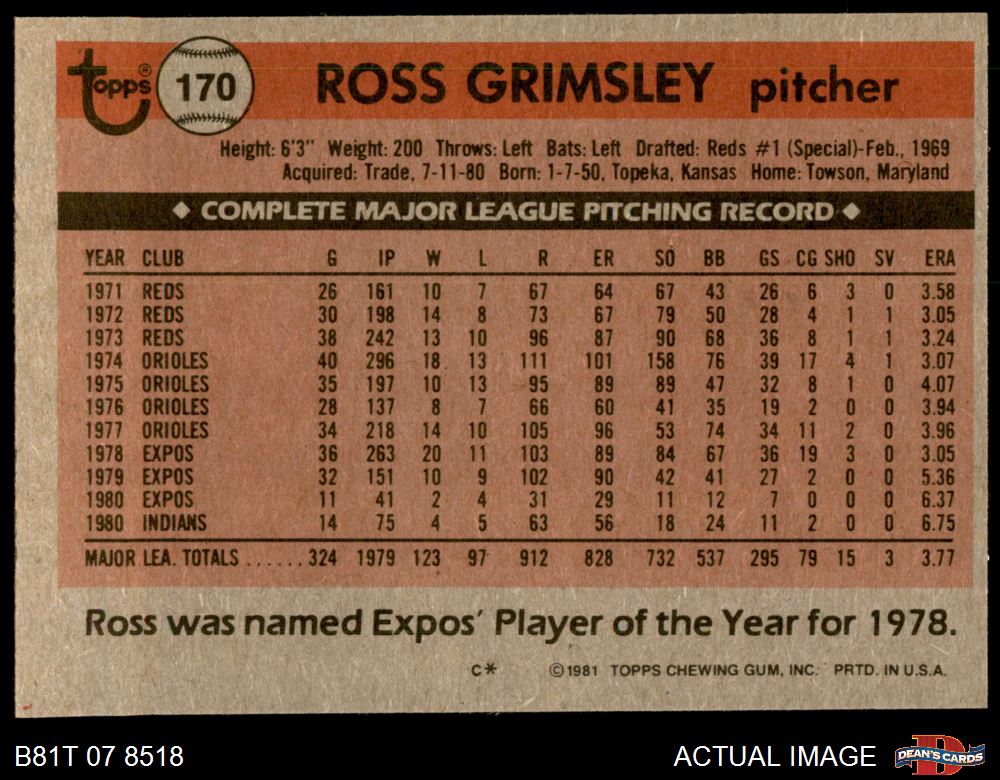 topps® 170 ROSS GRIMSLEY pitcher
Height: 6'3" Weight: 200 Throws: Left Bats: Left Drafted: Reds #1 (Special)-Feb., 1969
Acquired: Trade, 7-11-80 Born: 1-7-50, Topeka, Kansas Home: Towson, Maryland
◆ COMPLETE MAJOR LEAGUE PITCHING RECORD ◆
YEAR CLUB G IP W L R ER SO BB GS CG SHO SV ERA
1971 REDS 26 161 10 7 67 64 67 43 26 6 3 0 3.58
1972 REDS 30 198 14 8 73 67 79 50 28 4 1 1 3.05
1973 REDS 38 242 13 10 96 87 90 68 36 8 1 1 3.24
1974 ORIOLES 40 296 18 13 111 101 158 76 39 17 4 1 3.07
1975 ORIOLES 35 197 10 13 95 89 89 47 32 8 1 0 4.07
1976 ORIOLES 28 137 8 7 66 60 41 35 19 2 0 0 3.94
1977 ORIOLES 34 218 14 10 105 96 53 74 34 11 2 0 3.96
1978 EXPOS 36 263 20 11 103 89 84 67 36 19 3 0 3.05
1979 EXPOS 32 151 10 9 102 90 42 41 27 2 0 0 5.36
1980 EXPOS 11 41 2 4 31 29 11 12 7 0 0 0 6.37
1980 INDIANS 14 75 4 5 63 56 18 24 11 2 0 0 6.75
MAJOR LEA. TOTALS ...... 324 1979 123 97 912 828 732 537 295 79 15 3 3.77
Ross was named Expos' Player of the Year for 1978.
C* ©1981 TOPPS CHEWING GUM, INC. PRTD. IN U.S.A.
B81T 07 8518 ACTUAL IMAGE DEAN'S CARDS